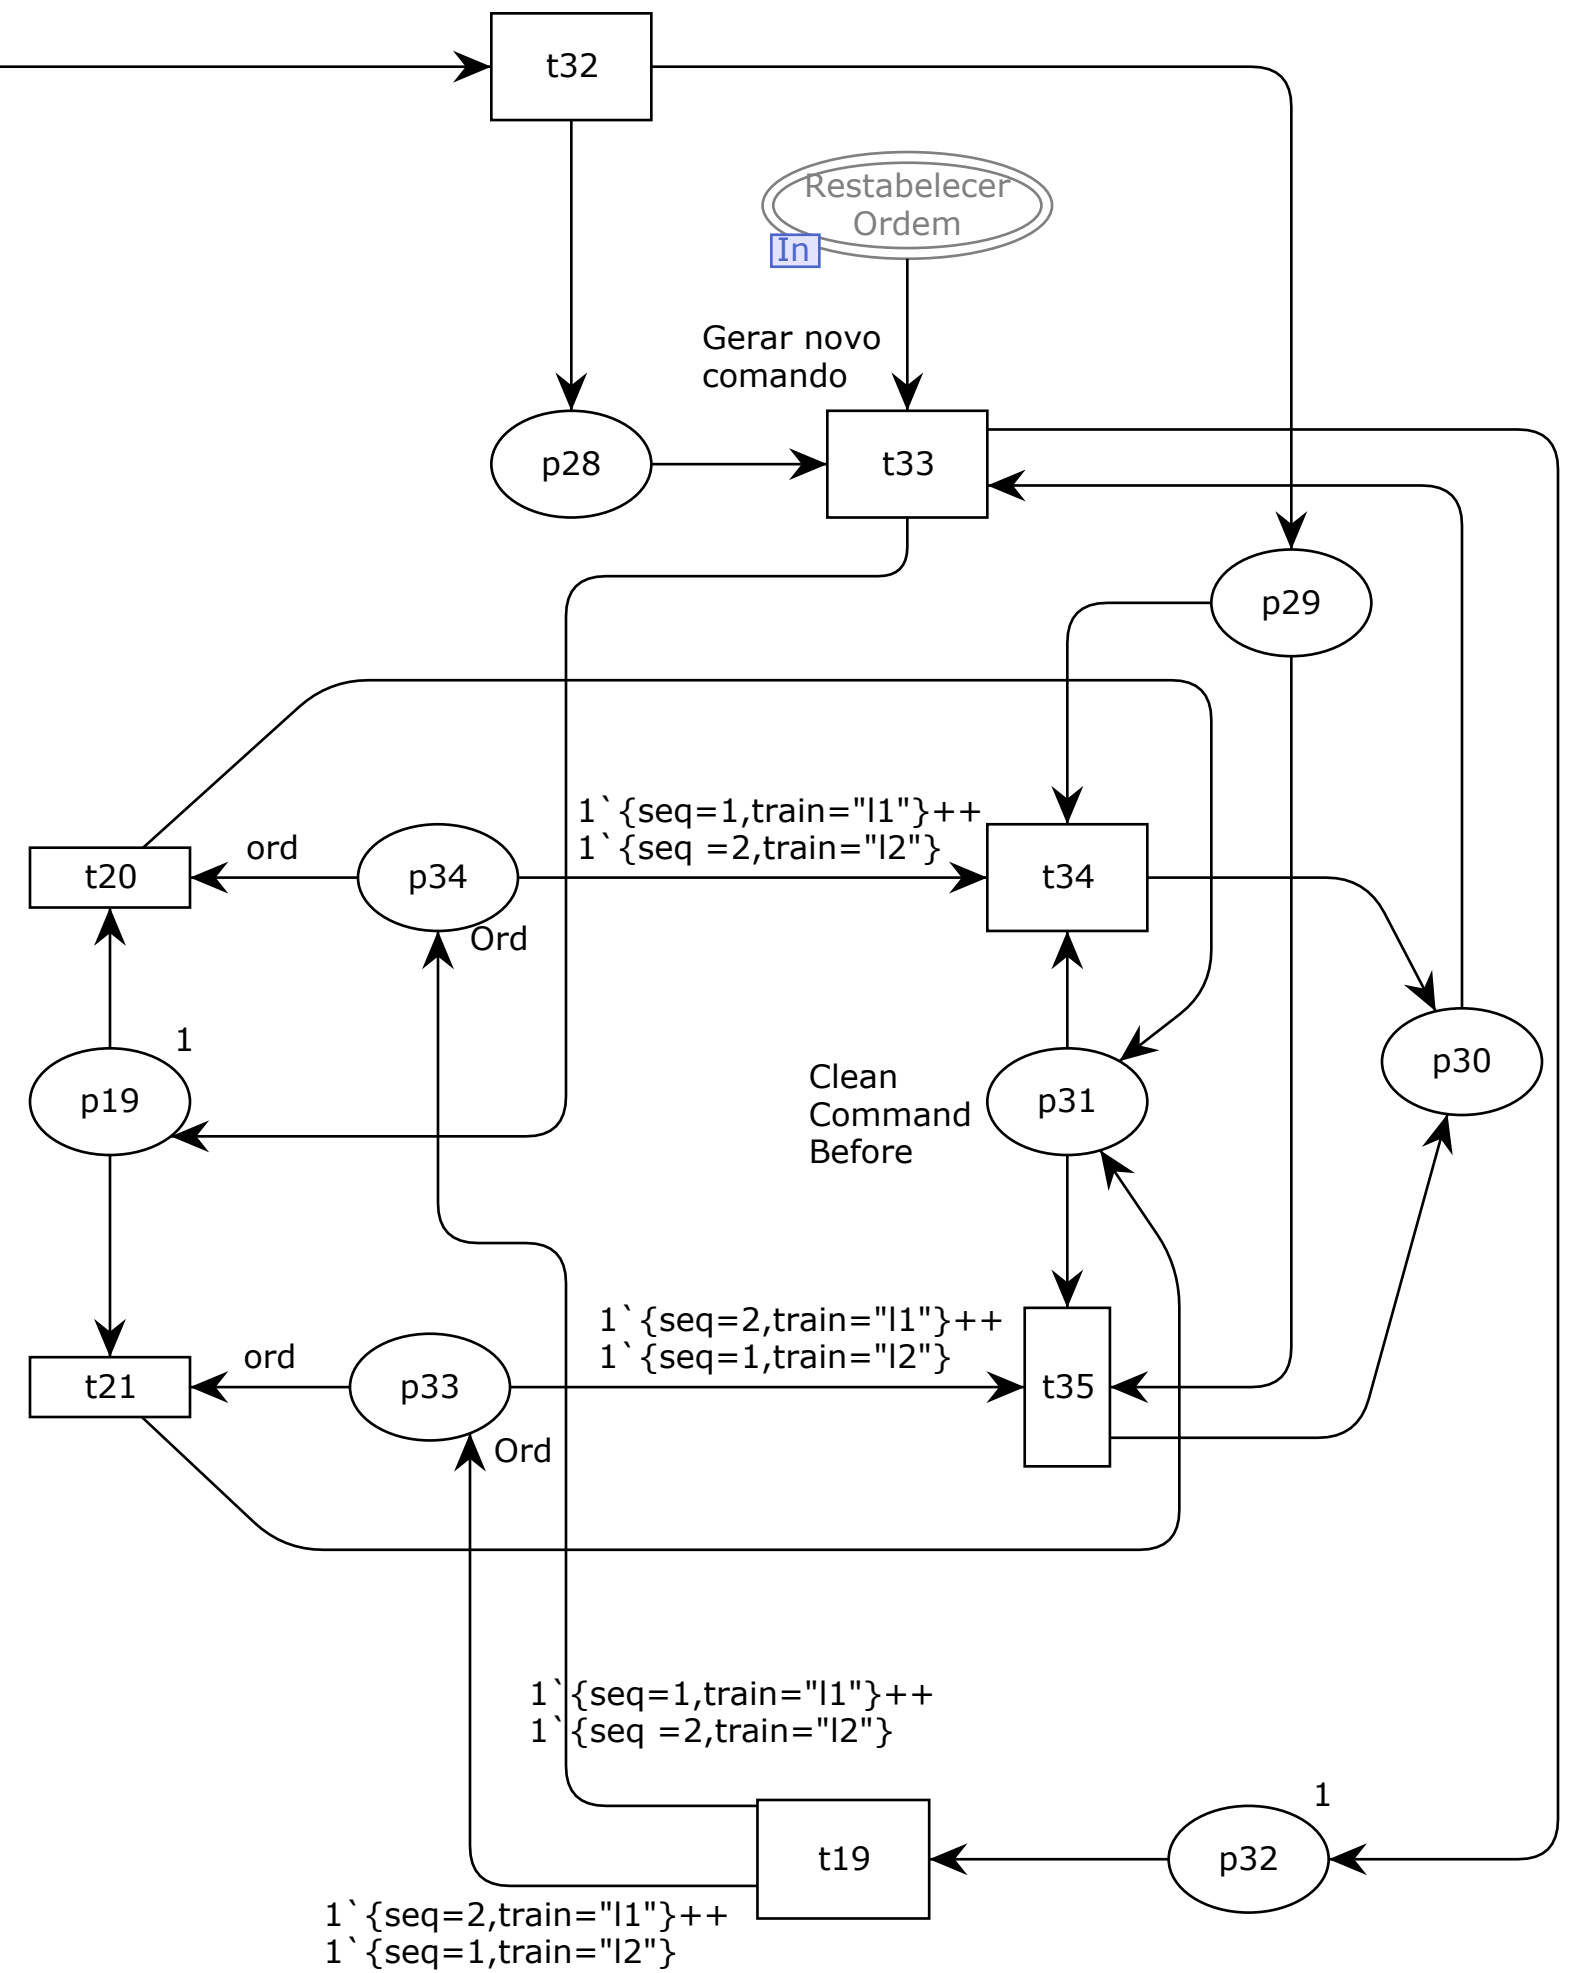 t32
Restabelecer
Ordem
In
Gerar novo
comando
p28
t33
p29
1`{seq=1,train="l1"}++
1`{seq =2,train="l2"}
ord
t20
p34
t34
Ord
1
p19
Clean
Command
Before
p31
p30
1`{seq=2,train="l1"}++
1`{seq=1,train="l2"}
ord
t21
p33
t35
Ord
1`{seq=1,train="l1"}++
1`{seq =2,train="l2"}
1
t19
p32
1`{seq=2,train="l1"}++
1`{seq=1,train="l2"}